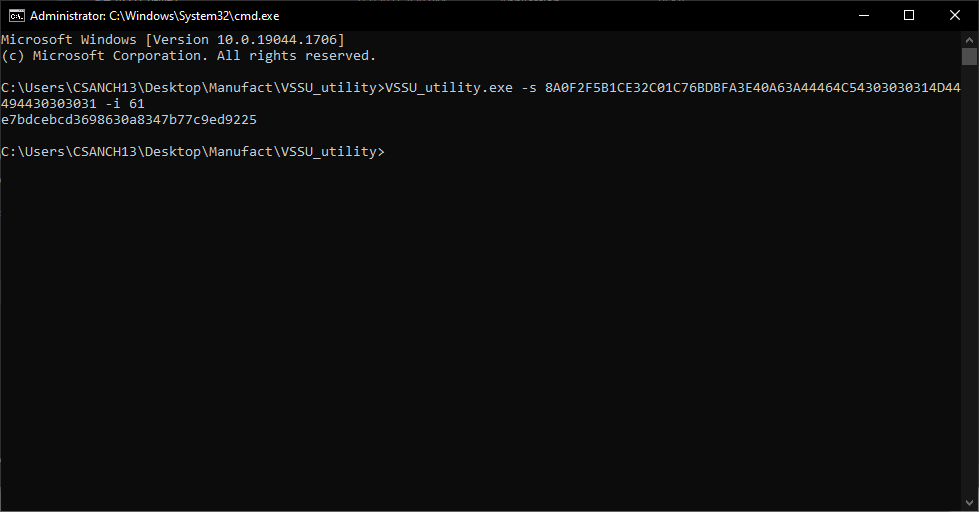 Administrator: C:\Windows\System32\cmd.exe
Microsoft Windows [Version 10.0.19044.1706]
(c) Microsoft Corporation. All rights reserved.
C:\Users\CSANCH13\Desktop\Manufact\VSSU_utility>VSSU_utility.exe -s 8A0F2F5B1CE32C01C76BDBFA3E40A63A44464C54303030314D44
494430303031 -i 61
e7bdcebcd3698630a8347b77c9ed9225
C:\Users\CSANCH13\Desktop\Manufact\VSSU_utility>